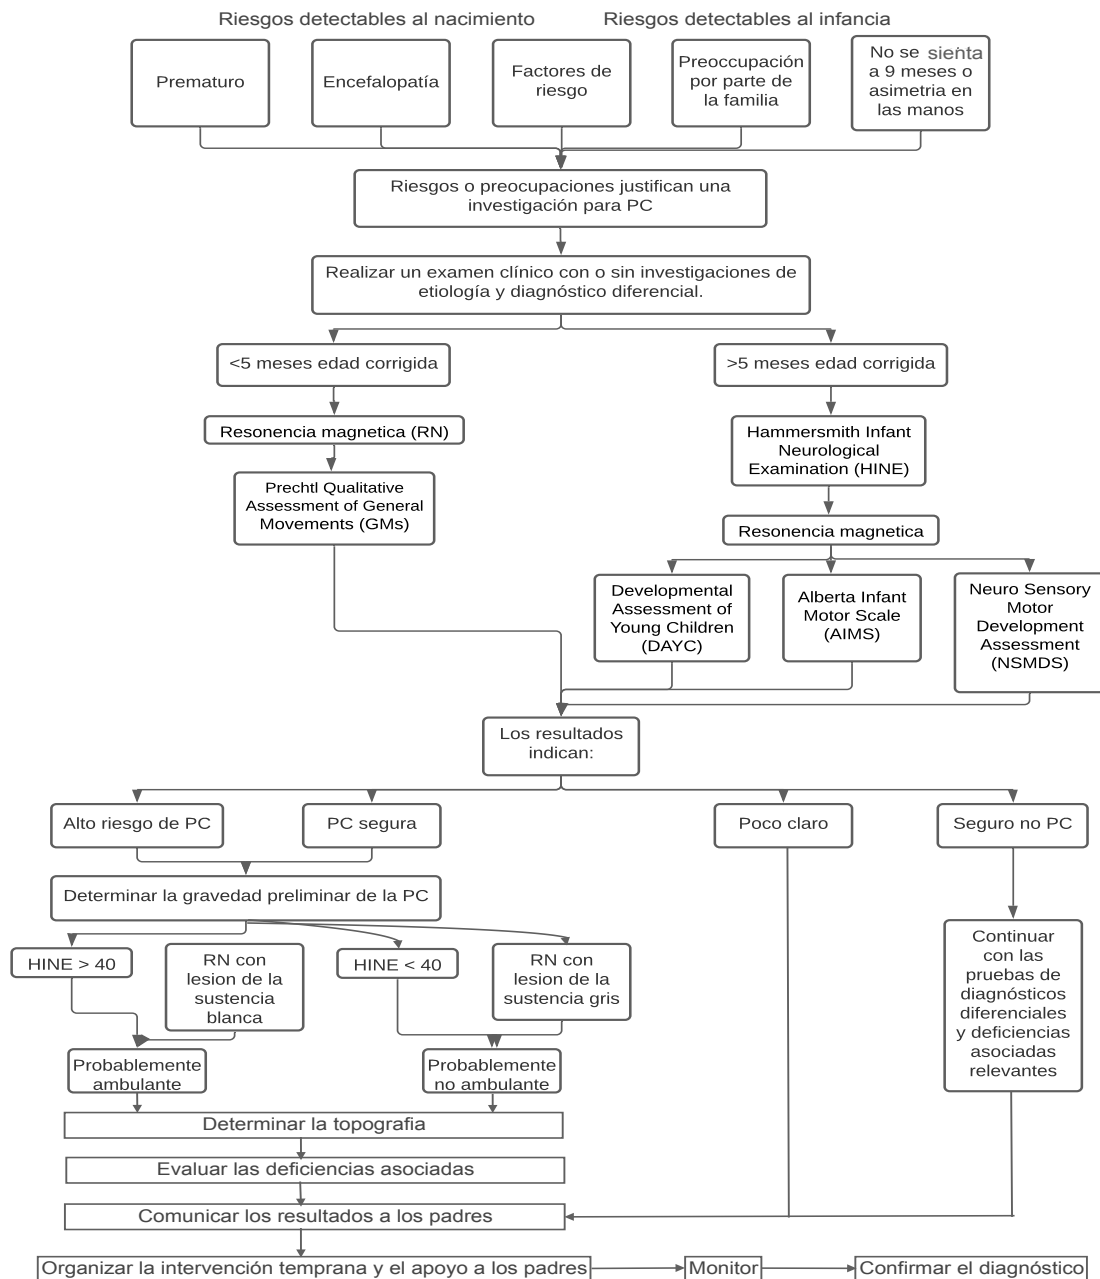 Riesgos detectables al nacimiento
Riesgos detectables al infancia
Prematuro
Encefalopatía
Factores de
riesgo
Preoccupación
por parte de
la familia
No se sienta
a 9 meses o
asimetria en
las manos
Riesgos o preocupaciones justifican una
investigación para PC
Realizar un examen clínico con o sin investigaciones de
etiología y diagnóstico diferencial.
<5 meses edad corrigida
>5 meses edad corrigida
Resonencia magnetica (RN)
Hammersmith Infant
Neurological
Examination (HINE)
Prechtl Qualitative
Assessment of General
Movements (GMs)
Resonencia magnetica
Developmental
Assessment of
Young Children
(DAYC)
Alberta Infant
Motor Scale
(AIMS)
Neuro Sensory
Motor
Development
Assessment
(NSMDS)
Los resultados
indican:
Alto riesgo de PC
PC segura
Poco claro
Seguro no PC
Determinar la gravedad preliminar de la PC
HINE > 40
RN con
lesion de la
sustencia
blanca
HINE < 40
RN con
lesion de la
sustencia gris
Continuar
con las
pruebas de
diagnósticos
diferenciales
y deficiencias
asociadas
relevantes
Probablemente
ambulante
Probablemente
no ambulante
Determinar la topografia
Evaluar las deficiencias asociadas
Comunicar los resultados a los padres
Organizar la intervención temprana y el apoyo a los padres
Monitor
Confirmar el diagnóstico